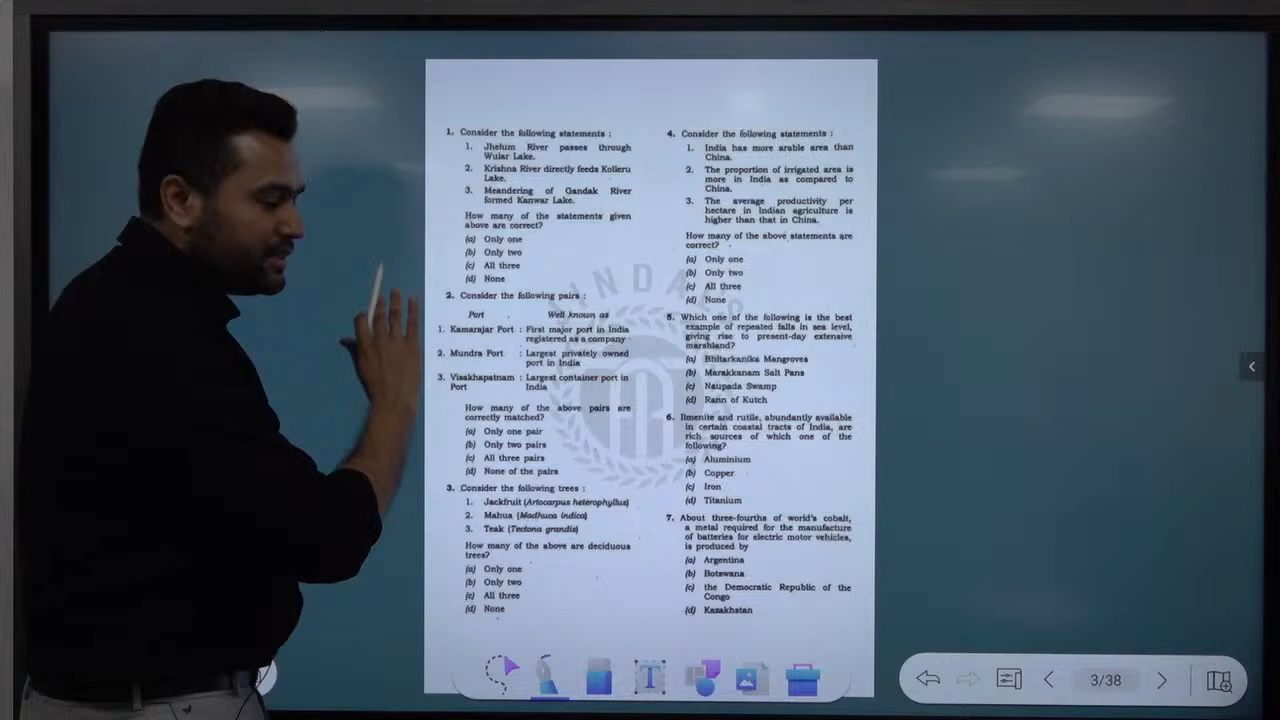 1. Consider the following statements :
1. Jhelum River passes through
Wular Lake.
2. Krishna River directly feeds Kolleru
Lake.
3. Meandering of Gandak River
formed Kanwar Lake.
How many of the statements given
above are correct?
(a) Only one
(b) Only two
(c) All three
(d) None
2. Consider the following pairs :
Port Well known as
1. Kamarajar Port : First major port in India
registered as a company
2. Mundra Port : Largest privately owned
port in India
3. Visakhapatnam : Largest container port in
Port India
How many of the above pairs are
correctly matched?
(a) Only one pair
(b) Only two pairs
(c) All three pairs
(d) None of the pairs
3. Consider the following trees :
1. Jackfruit (Artocarpus heterophyllus)
2. Mahua (Madhuca indica)
3. Teak (Tectona grandis)
How many of the above are deciduous
trees?
(a) Only one
(b) Only two
(c) All three
(d) None
4. Consider the following statements :
1. India has more arable area than
China.
2. The proportion of irrigated area is
more in India as compared to
China.
3. The average productivity per
hectare in Indian agriculture is
higher than that in China.
How many of the above statements are
correct?
(a) Only one
(b) Only two
(c) All three
(d) None
5. Which one of the following is the best
example of repeated falls in sea level,
giving rise to present-day extensive
marshland?
(a) Bhitarkanika Mangroves
(b) Marakkanam Salt Pans
(c) Naupada Swamp
(d) Rann of Kutch
6. Ilmenite and rutile, abundantly available
in certain coastal tracts of India, are
rich sources of which one of the
following?
(a) Aluminium
(b) Copper
(c) Iron
(d) Titanium
7. About three-fourths of world's cobalt,
a metal required for the manufacture
of batteries for electric motor vehicles,
is produced by
(a) Argentina
(b) Botswana
(c) the Democratic Republic of the
Congo
(d) Kazakhstan
T
3/38